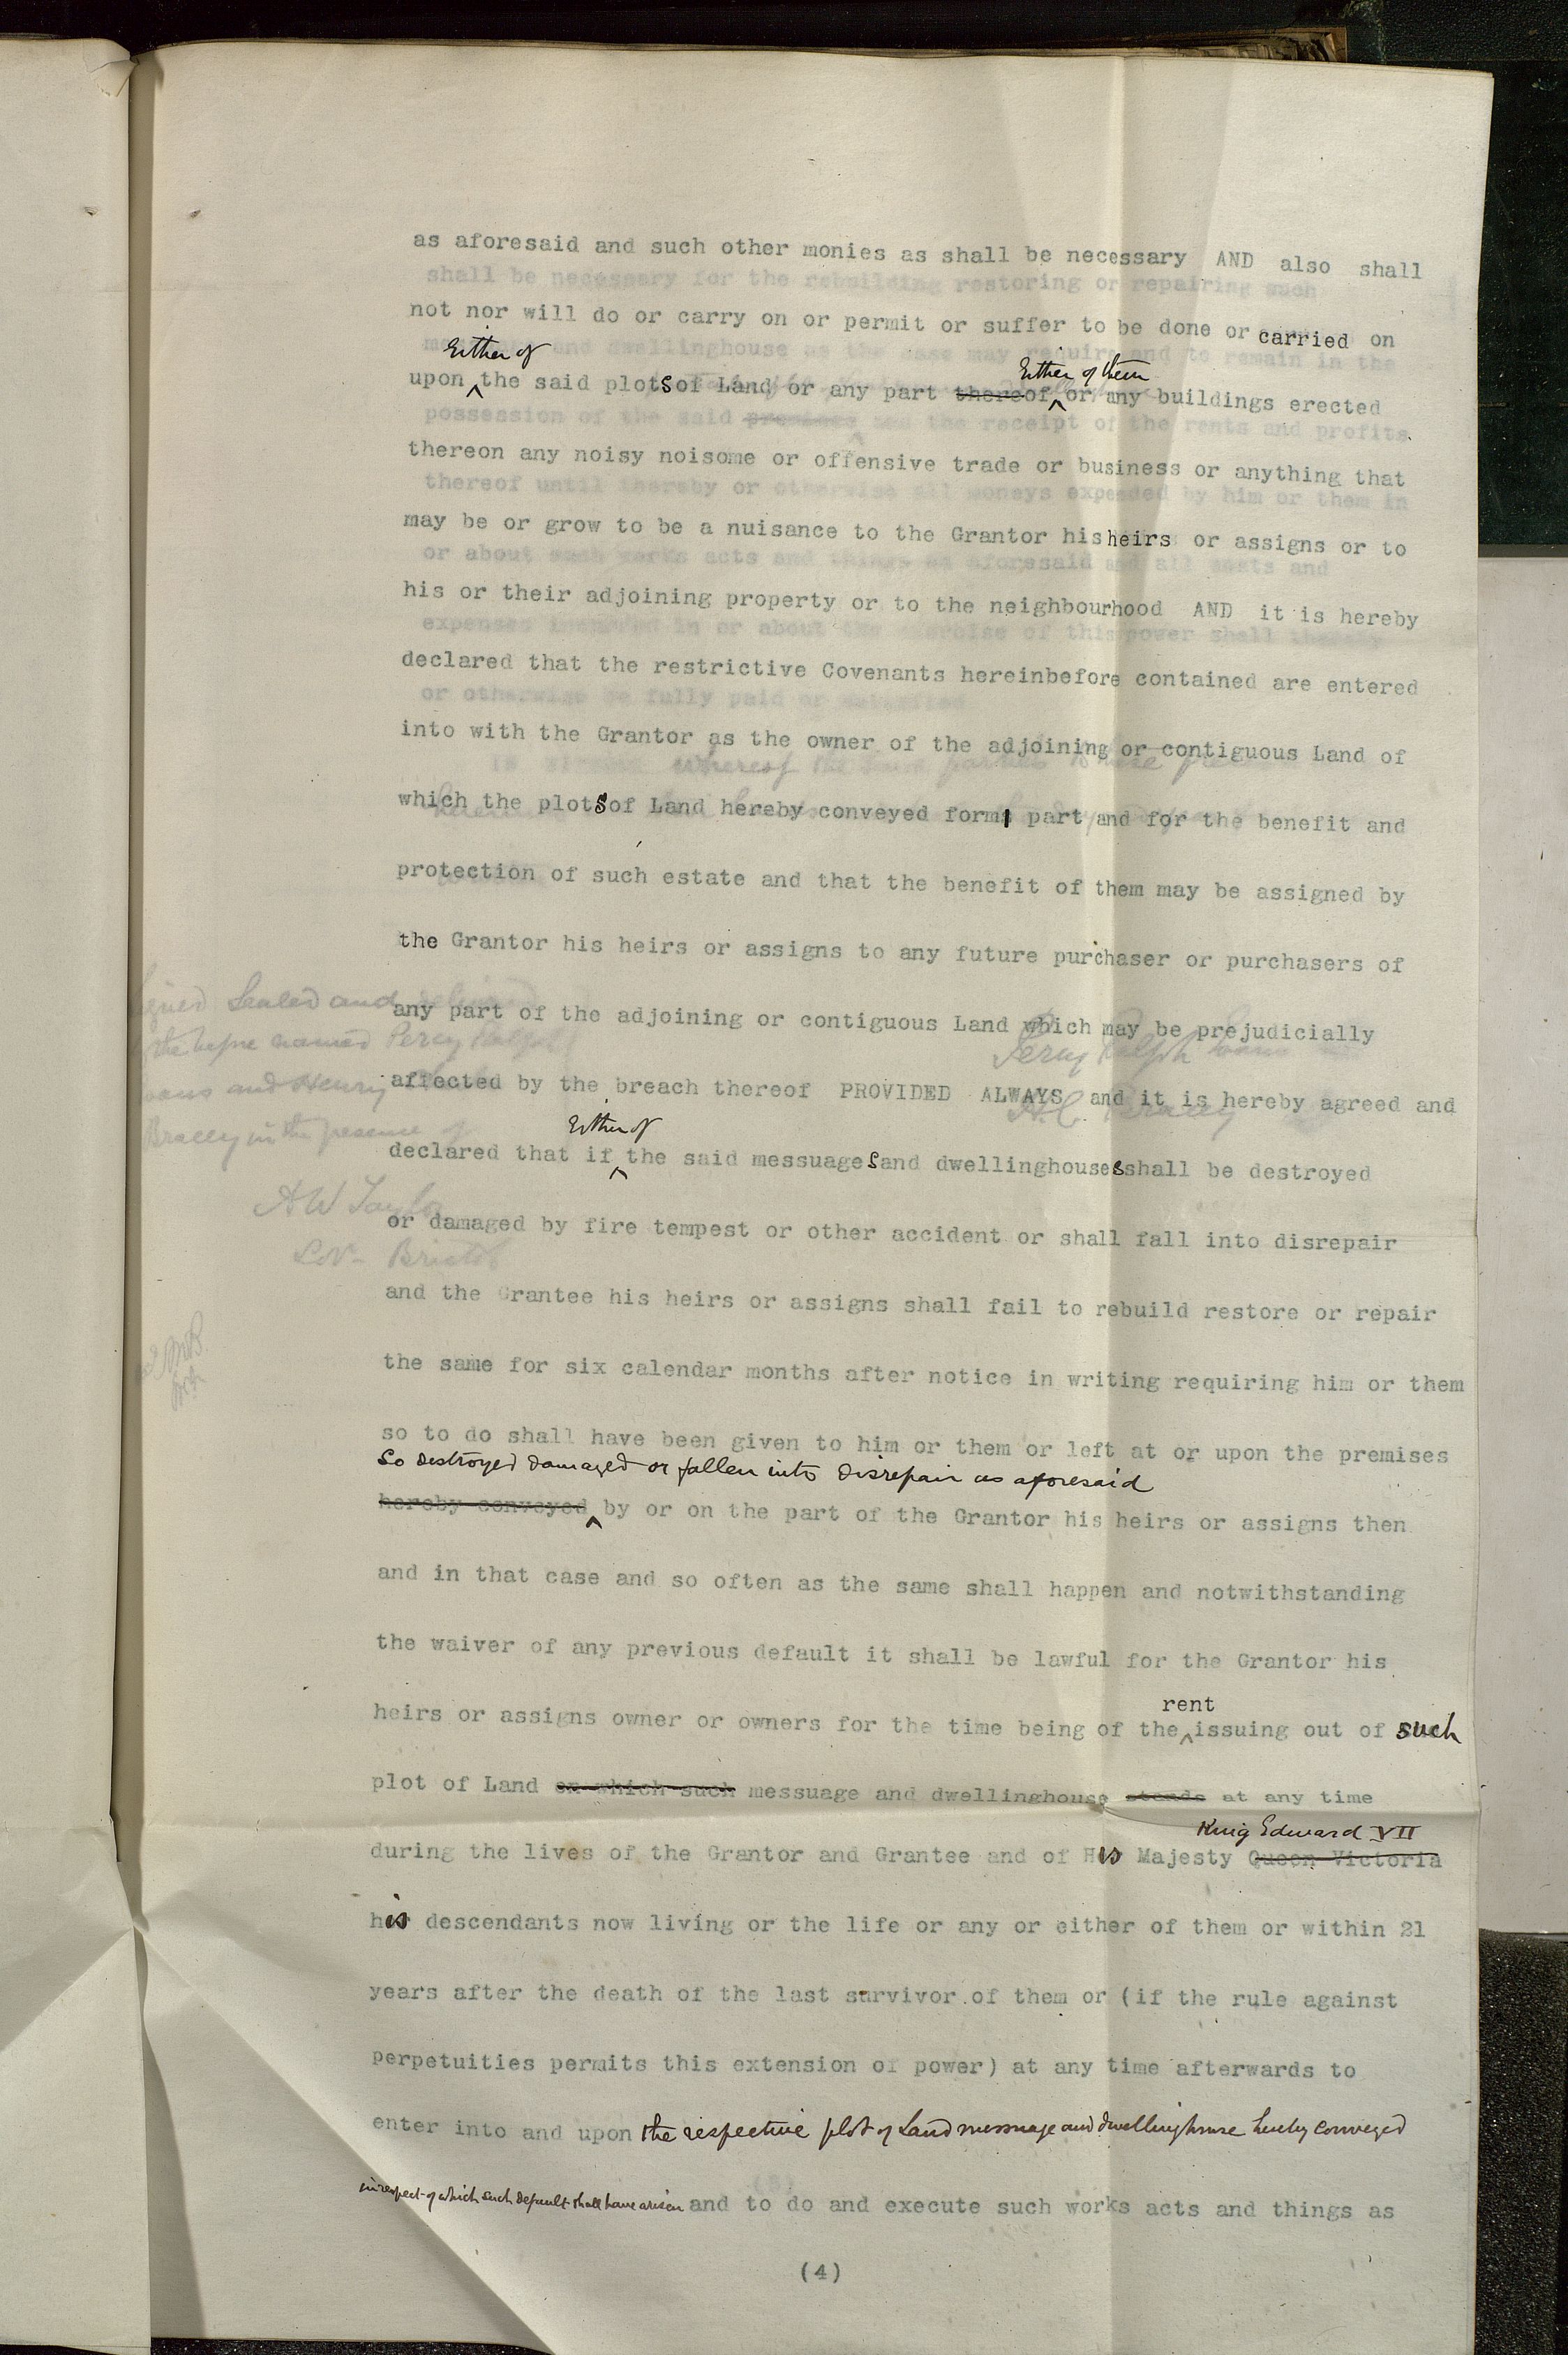 as aforesaid and such other monies as shall be necessary AND also shall
not nor will do or carry on or permit or suffer to be done or carried on
Either of Either of them
upon the said plots of Land or any part thereof or any buildings erected
thereon any noisy noisome or offensive trade or business or anything that
may be or grow to be a nuisance to the Grantor his heirs or assigns or to
his or their adjoining property or to the neighbourhood AND it is hereby
declared that the restrictive Covenants hereinbefore contained are entered
into with the Grantor as the owner of the adjoining or contiguous Land of
which the plots of Land hereby conveyed form part and for the benefit and
protection of such estate and that the benefit of them may be assigned by
the Grantor his heirs or assigns to any future purchaser or purchasers of
any part of the adjoining or contiguous Land which may be prejudicially
affected by the breach thereof PROVIDED ALWAYS and it is hereby agreed and
Either of
declared that if the said messuages and dwellinghouses shall be destroyed
or damaged by fire tempest or other accident or shall fall into disrepair
and the Grantee his heirs or assigns shall fail to rebuild restore or repair
the same for six calendar months after notice in writing requiring him or them
so to do shall have been given to him or them or left at or upon the premises
so destroyed damaged or fallen into disrepair as aforesaid
hereby conveyed by or on the part of the Grantor his heirs or assigns then
and in that case and so often as the same shall happen and notwithstanding
the waiver of any previous default it shall be lawful for the Grantor his
rent
heirs or assigns owner or owners for the time being of the issuing out of such
plot of Land on which such messuage and dwellinghouse stands at any time
King Edward VII
during the lives of the Grantor and Grantee and of His Majesty Queen Victoria
his descendants now living or the life or any or either of them or within 21
years after the death of the last survivor of them or (if the rule against
perpetuities permits this extension of power) at any time afterwards to
enter into and upon the respective plot of Land messuage and dwellinghouse hereby conveyed
in respect of which such default shall have arisen and to do and execute such works acts and things as
(4)